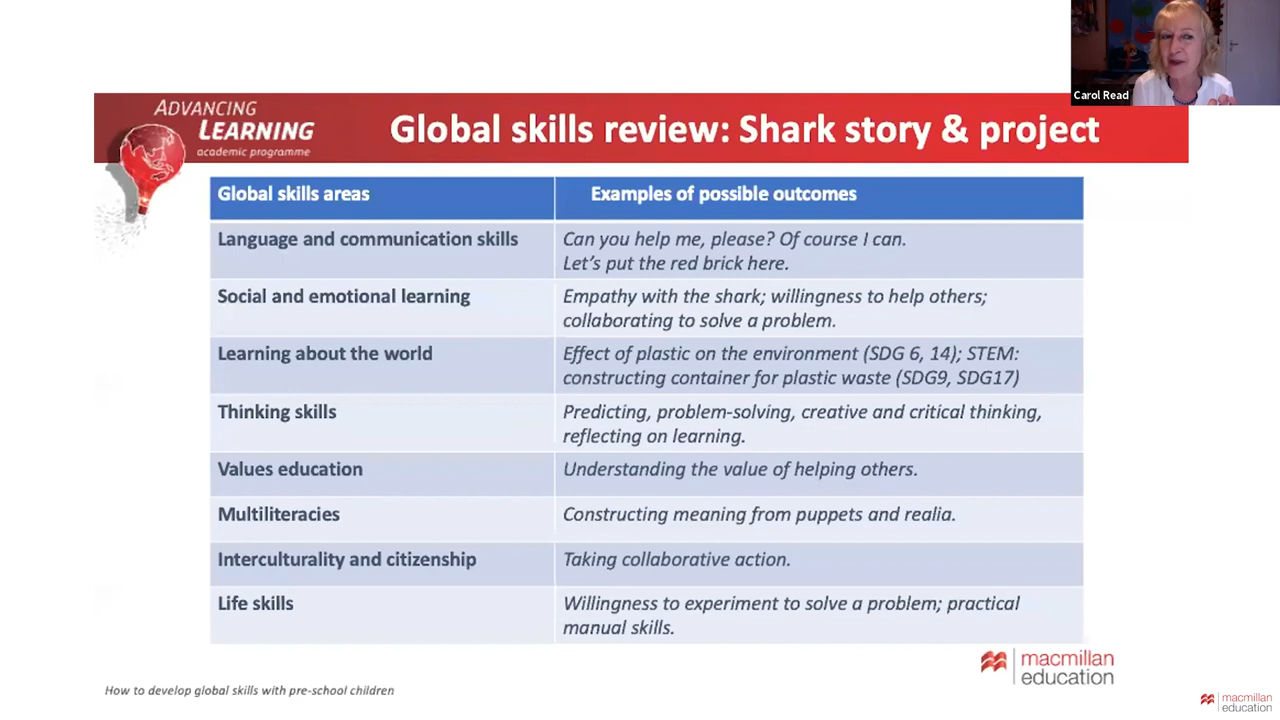 Carol Read
ADVANCING
LEARNING
academic programme
Global skills review: Shark story & project
Global skills areas
Examples of possible outcomes
Language and communication skills
Can you help me, please? Of course I can.
Let's put the red brick here.
Social and emotional learning
Empathy with the shark; willingness to help others;
collaborating to solve a problem.
Learning about the world
Effect of plastic on the environment (SDG 6, 14); STEM:
constructing container for plastic waste (SDG9, SDG17)
Thinking skills
Predicting, problem-solving, creative and critical thinking,
reflecting on learning.
Values education
Understanding the value of helping others.
Multiliteracies
Constructing meaning from puppets and realia.
Interculturality and citizenship
Taking collaborative action.
Life skills
Willingness to experiment to solve a problem; practical
manual skills.
macmillan
education
How to develop global skills with pre-school children
macmillan
education